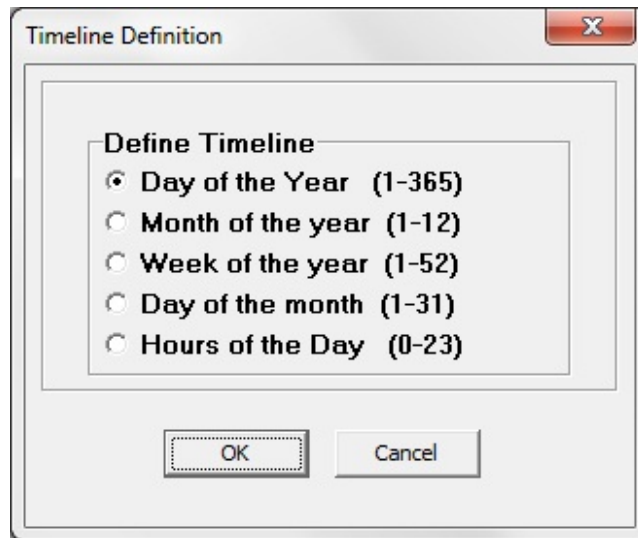 Timeline Definition
Define Timeline
Day of the Year (1-365)
Month of the year (1-12)
Week of the year (1-52)
Day of the month (1-31)
Hours of the Day (0-23)
OK
Cancel